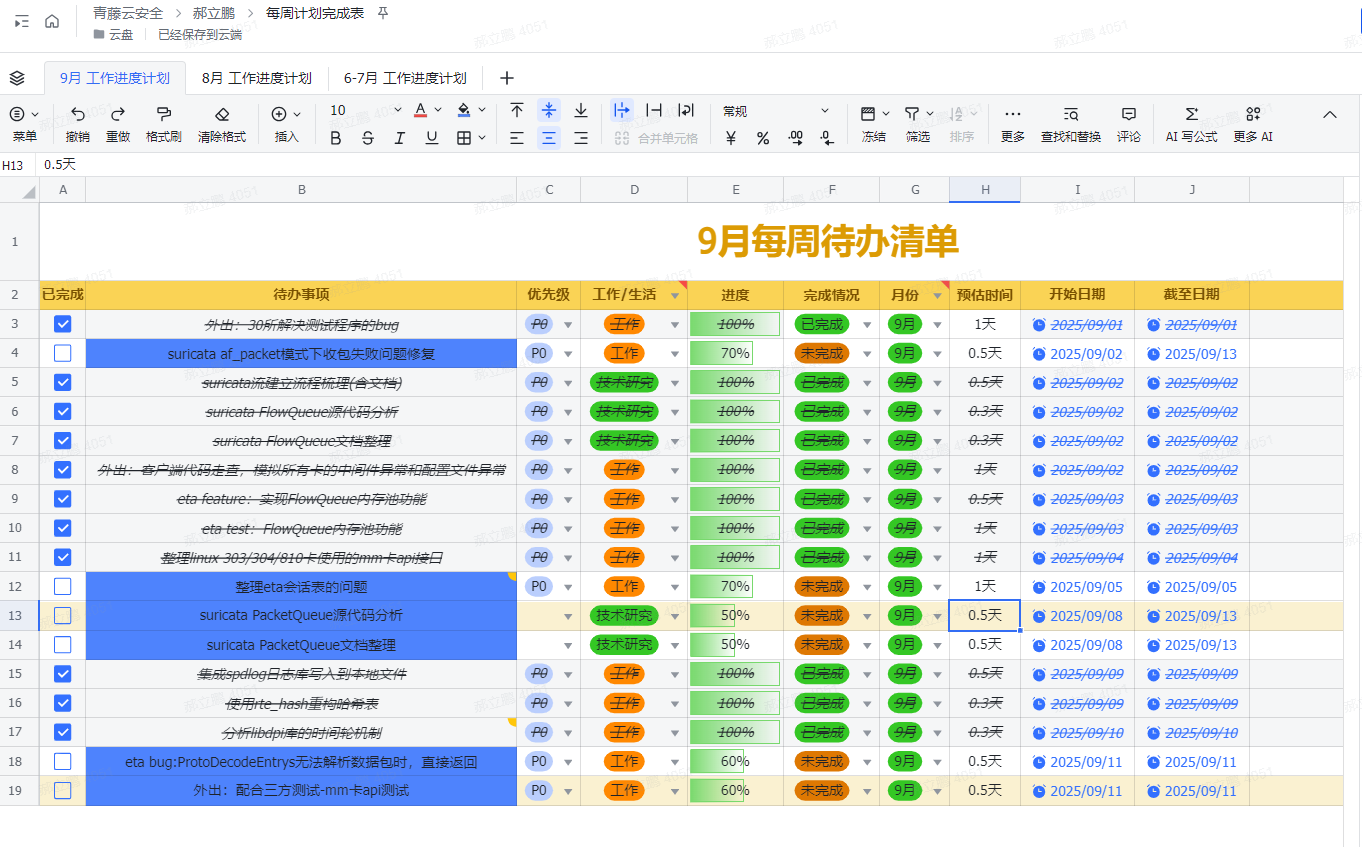 青藤云安全 > 郝立鹏 > 每周计划完成表
云盘 | 已经保存到云端
9月 工作进度计划 8月 工作进度计划 6-7月 工作进度计划
菜单 撤销 重做 格式刷 清除格式 插入 10 A B S I U 合并单元格 常规 ¥ % .00 .0 冻结 筛选 排序 更多 查找和替换 评论 AI 写公式 更多 AI
H13 0.5天
A B C D E F G H I J
1 9月每周待办清单
2 已完成 待办事项 优先级 工作/生活 进度 完成情况 月份 预估时间 开始日期 截至日期
3 外出：30所解决测试程序的bug P0 工作 100% 已完成 9月 1天 2025/09/01 2025/09/01
4 suricata af_packet模式下收包失败问题修复 P0 工作 70% 未完成 9月 0.5天 2025/09/02 2025/09/13
5 suricata流建立流程梳理(含文档) P0 技术研究 100% 已完成 9月 0.5天 2025/09/02 2025/09/02
6 suricata FlowQueue源代码分析 P0 技术研究 100% 已完成 9月 0.3天 2025/09/02 2025/09/02
7 suricata FlowQueue文档整理 P0 技术研究 100% 已完成 9月 0.3天 2025/09/02 2025/09/02
8 外出：客户端代码走查，模拟所有卡的中间件异常和配置文件异常 P0 工作 100% 已完成 9月 1天 2025/09/02 2025/09/02
9 eta feature：实现FlowQueue内存池功能 P0 工作 100% 已完成 9月 0.5天 2025/09/03 2025/09/03
10 eta test：FlowQueue内存池功能 P0 工作 100% 已完成 9月 1天 2025/09/03 2025/09/03
11 整理linux 303/304/810卡使用的mm卡api接口 P0 工作 100% 已完成 9月 1天 2025/09/04 2025/09/04
12 整理eta会话表的问题 P0 工作 70% 未完成 9月 1天 2025/09/05 2025/09/05
13 suricata PacketQueue源代码分析 技术研究 50% 未完成 9月 0.5天 2025/09/08 2025/09/13
14 suricata PacketQueue文档整理 技术研究 50% 未完成 9月 0.5天 2025/09/08 2025/09/13
15 集成spdlog日志库写入到本地文件 P0 工作 100% 已完成 9月 0.5天 2025/09/09 2025/09/09
16 使用rte_hash重构哈希表 P0 工作 100% 已完成 9月 0.3天 2025/09/09 2025/09/09
17 分析libdpi库的时间轮机制 P0 工作 100% 已完成 9月 0.3天 2025/09/10 2025/09/10
18 eta bug:ProtoDecodeEntrys无法解析数据包时，直接返回 P0 工作 60% 未完成 9月 0.5天 2025/09/11 2025/09/11
19 外出：配合三方测试-mm卡api测试 P0 工作 60% 未完成 9月 0.5天 2025/09/11 2025/09/11
郝立鹏 4051